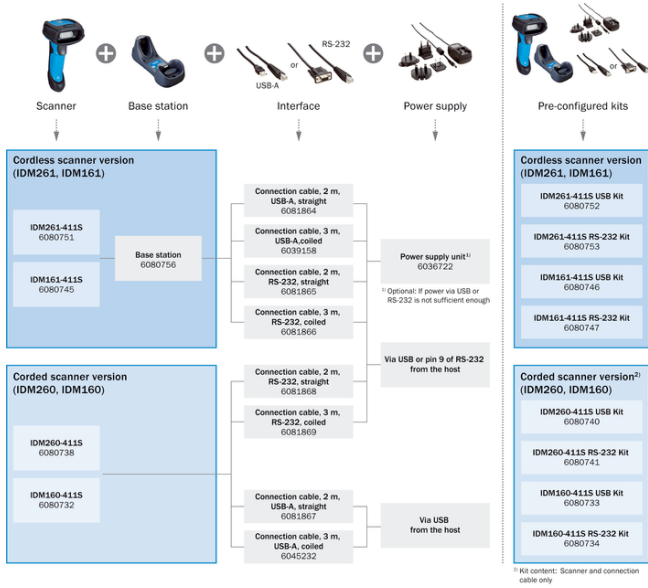 RS-232
or
USB-A
or
Scanner
Base station
Interface
Power supply
Pre-configured kits
Cordless scanner version
(IDM261, IDM161)
IDM261-411S
6080751
IDM161-411S
6080745
Base station
6080756
Connection cable, 2 m,
USB-A, straight
6081864
Connection cable, 3 m,
USB-A,coiled
6039158
Connection cable, 2 m,
RS-232, straight
6081865
Connection cable, 3 m,
RS-232, coiled
6081866
Power supply unit1)
6036722
1) Optional: If power via USB or
RS-232 is not sufficient enough
Via USB or pin 9 of RS-232
from the host
Corded scanner version
(IDM260, IDM160)
IDM260-411S
6080738
IDM160-411S
6080732
Connection cable, 2 m,
RS-232, straight
6081868
Connection cable, 3 m,
RS-232, coiled
6081869
Connection cable, 2 m,
USB-A, straight
6081867
Connection cable, 3 m,
USB-A, coiled
6045232
Via USB
from the host
Cordless scanner version
(IDM261, IDM161)
IDM261-411S USB Kit
6080752
IDM261-411S RS-232 Kit
6080753
IDM161-411S USB Kit
6080746
IDM161-411S RS-232 Kit
6080747
Corded scanner version2)
(IDM260, IDM160)
IDM260-411S USB Kit
6080740
IDM260-411S RS-232 Kit
6080741
IDM160-411S USB Kit
6080733
IDM160-411S RS-232 Kit
6080734
2) Kit content: Scanner and connection
cable only